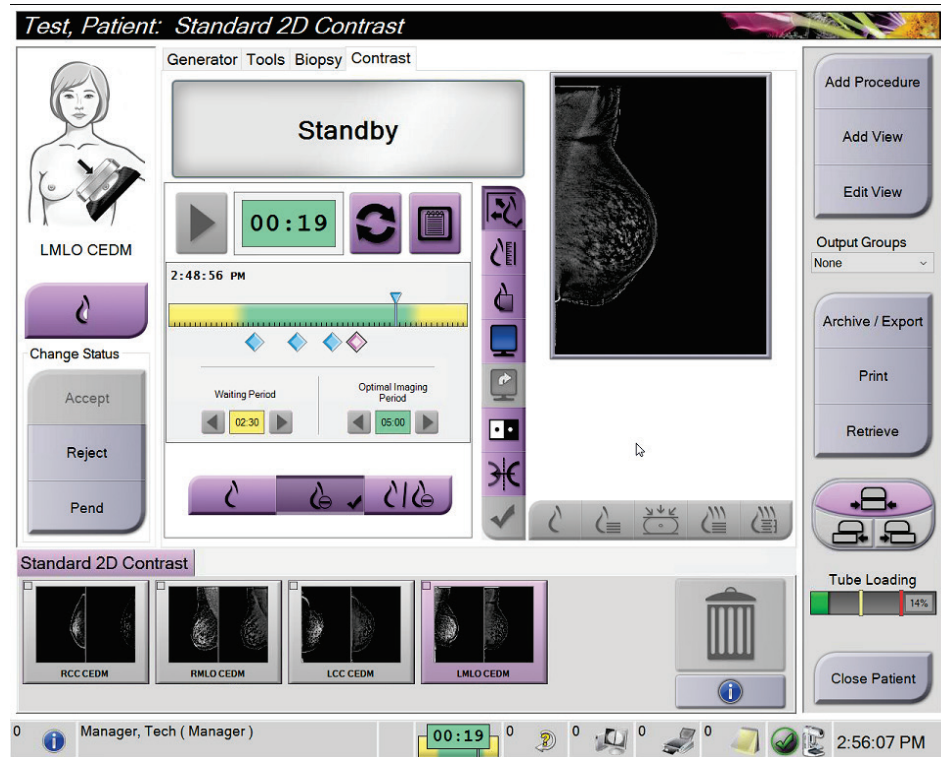 Test, Patient: Standard 2D Contrast
Generator Tools Biopsy Contrast
Standby
LMLO CEDM
00:19
2:48:56 PM
Waiting Period
02:30
Optimal Imaging
Period
05:00
Change Status
Accept
Reject
Pend
Add Procedure
Add View
Edit View
Output Groups
None
Archive / Export
Print
Retrieve
Tube Loading
14%
Close Patient
Standard 2D Contrast
RCC CEDM
RMLO CEDM
LCC CEDM
LMLO CEDM
0
Manager, Tech ( Manager )
00:19
0
0
0
0
2:56:07 PM